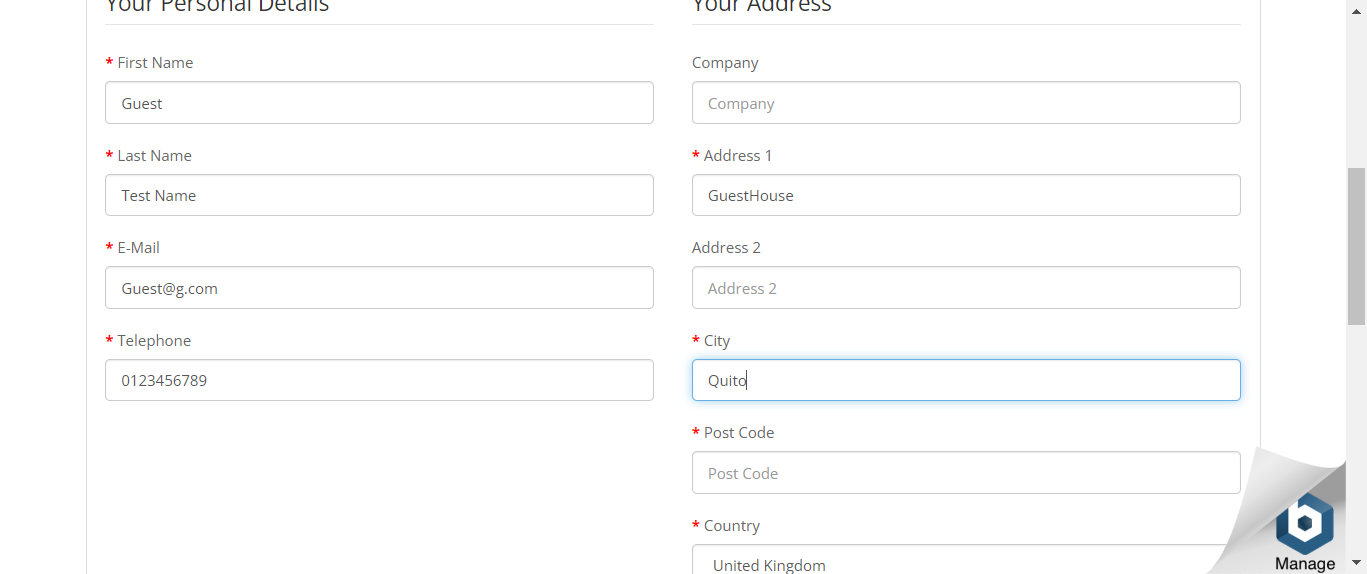 Your Personal Details
* First Name
Guest
* Last Name
Test Name
* E-Mail
Guest@g.com
* Telephone
0123456789
Your Address
Company
Company
* Address 1
GuestHouse
Address 2
Address 2
* City
Quito
* Post Code
Post Code
* Country
United Kingdom
Manage